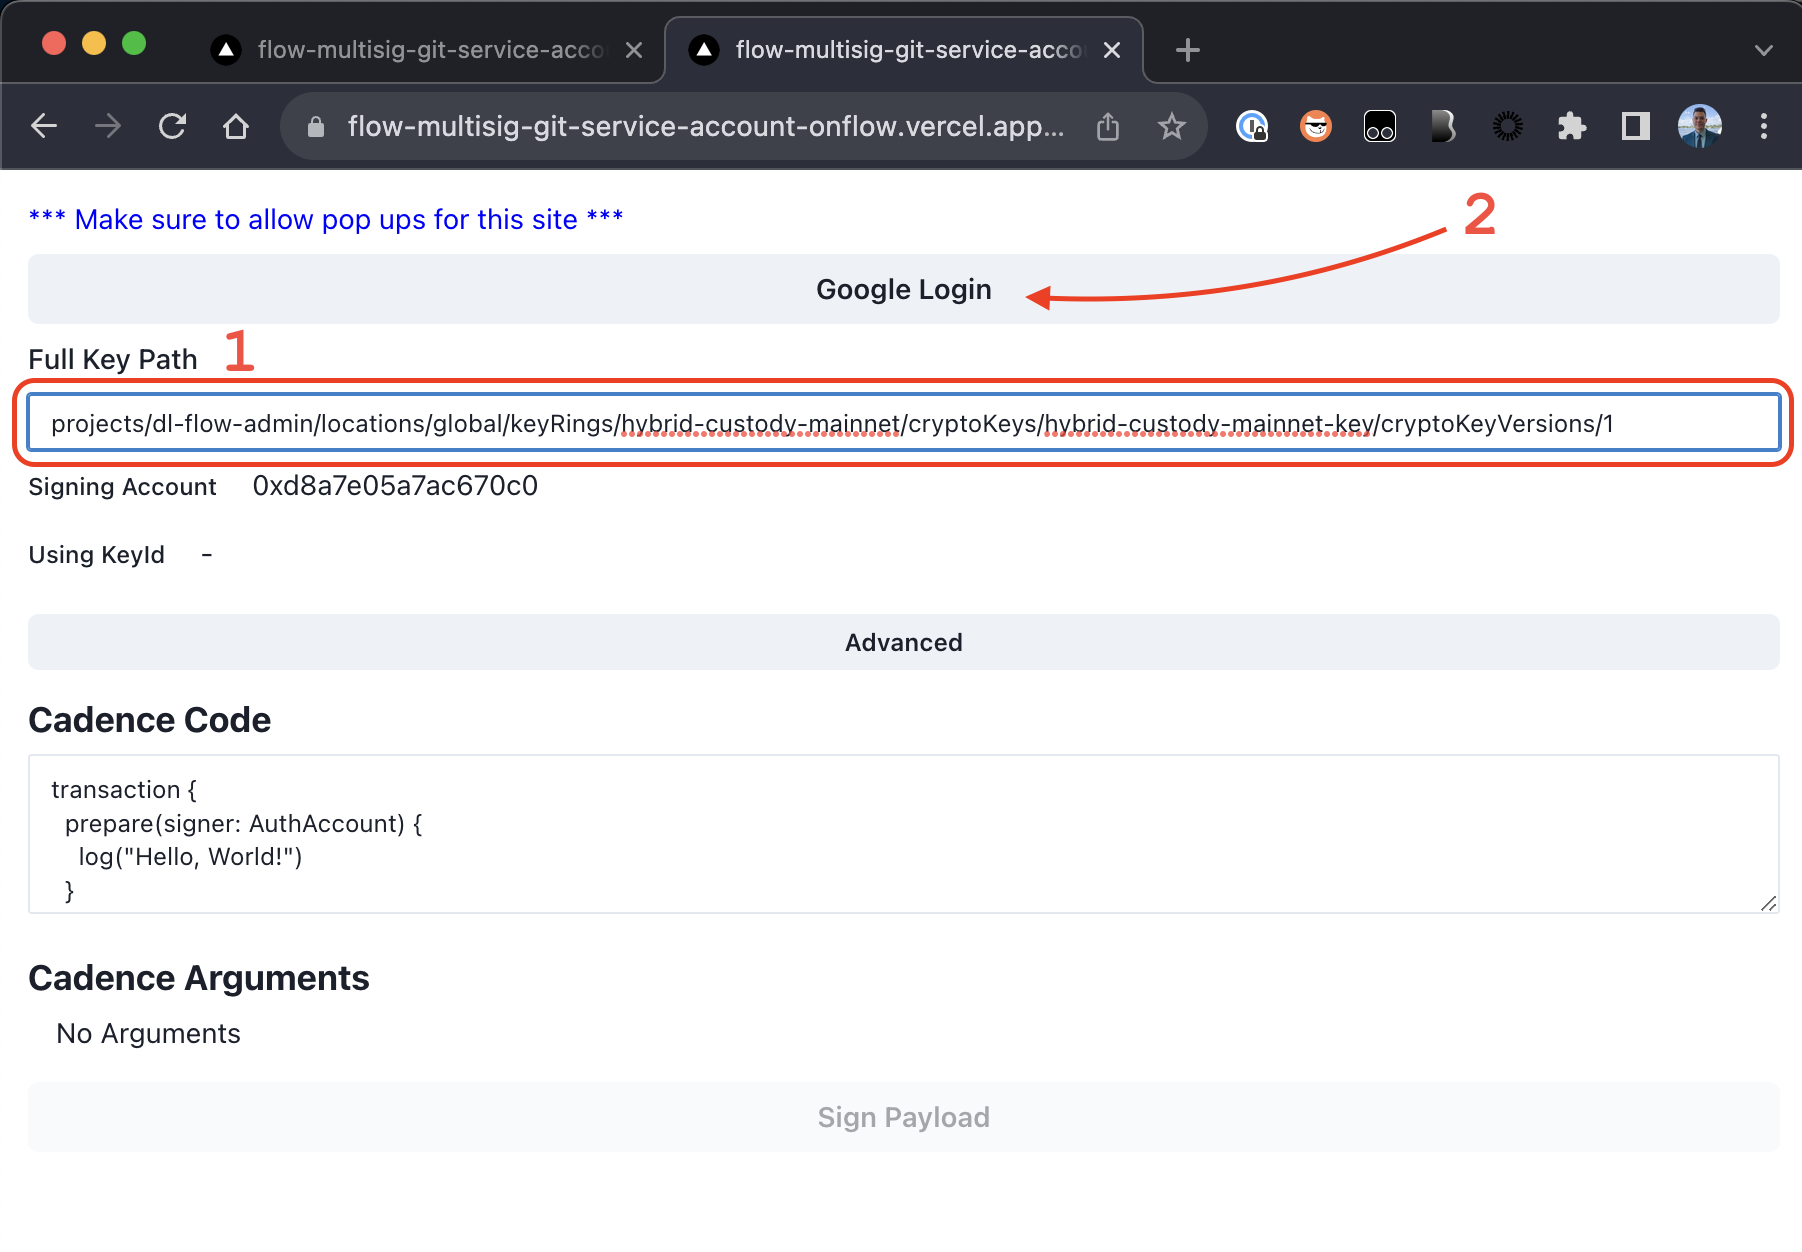 flow-multisig-git-service-acco
flow-multisig-git-service-acco
flow-multisig-git-service-account-onflow.vercel.app...
*** Make sure to allow pop ups for this site ***
2
Google Login
Full Key Path 1
projects/dl-flow-admin/locations/global/keyRings/hybrid-custody-mainnet/cryptoKeys/hybrid-custody-mainnet-key/cryptoKeyVersions/1
Signing Account 0xd8a7e05a7ac670c0
Using KeyId -
Advanced
Cadence Code
transaction {
prepare(signer: AuthAccount) {
log("Hello, World!")
}
Cadence Arguments
No Arguments
Sign Payload